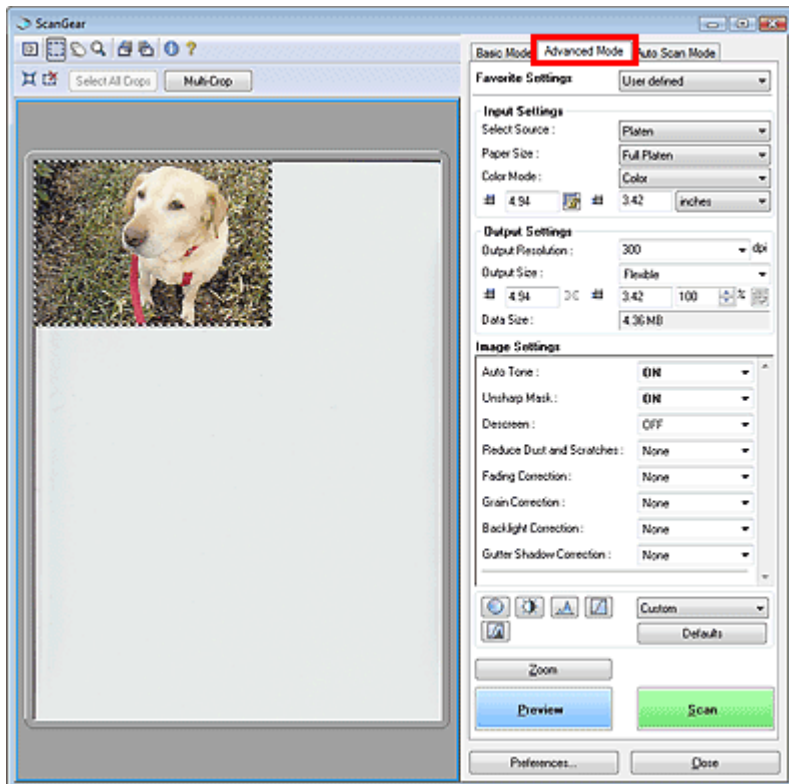 ScanGear
Select All Crops
Multi-Crop
Basic Mode Advanced Mode Auto Scan Mode
Favorite Settings User defined
Input Settings
Select Source : Platen
Paper Size : Full Platen
Color Mode : Color
4.94 3.42 inches
Output Settings
Output Resolution : 300 dpi
Output Size : Flexible
4.94 3.42 100 %
Data Size : 4.36 MB
Image Settings
Auto Tone : ON
Unsharp Mask : ON
Descreen : OFF
Reduce Dust and Scratches : None
Fading Correction : None
Grain Correction : None
Backlight Correction : None
Gutter Shadow Correction : None
Custom
Defaults
Zoom
Preview Scan
Preferences... Close